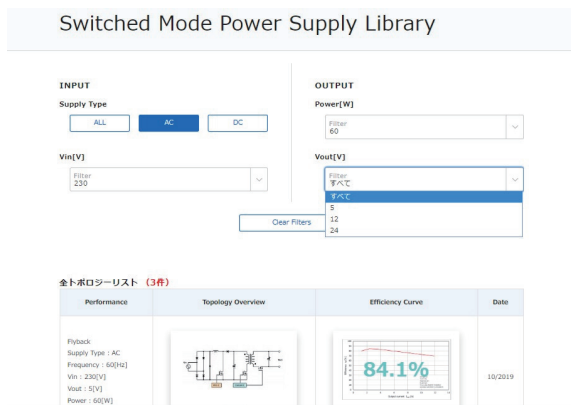 Switched Mode Power Supply Library
INPUT
Supply Type
ALL
AC
DC
Vin[V]
Filter
230
OUTPUT
Power[W]
Filter
60
Vout[V]
Filter
すべて
すべて
5
12
24
Clear Filters
全トポロジーリスト （3件）
Performance
Topology Overview
Efficiency Curve
Date
Flyback
Supply Type : AC
Frequency : 60[Hz]
Vin : 230[V]
Vout : 5[V]
Power : 60[W]
84.1%
10/2019